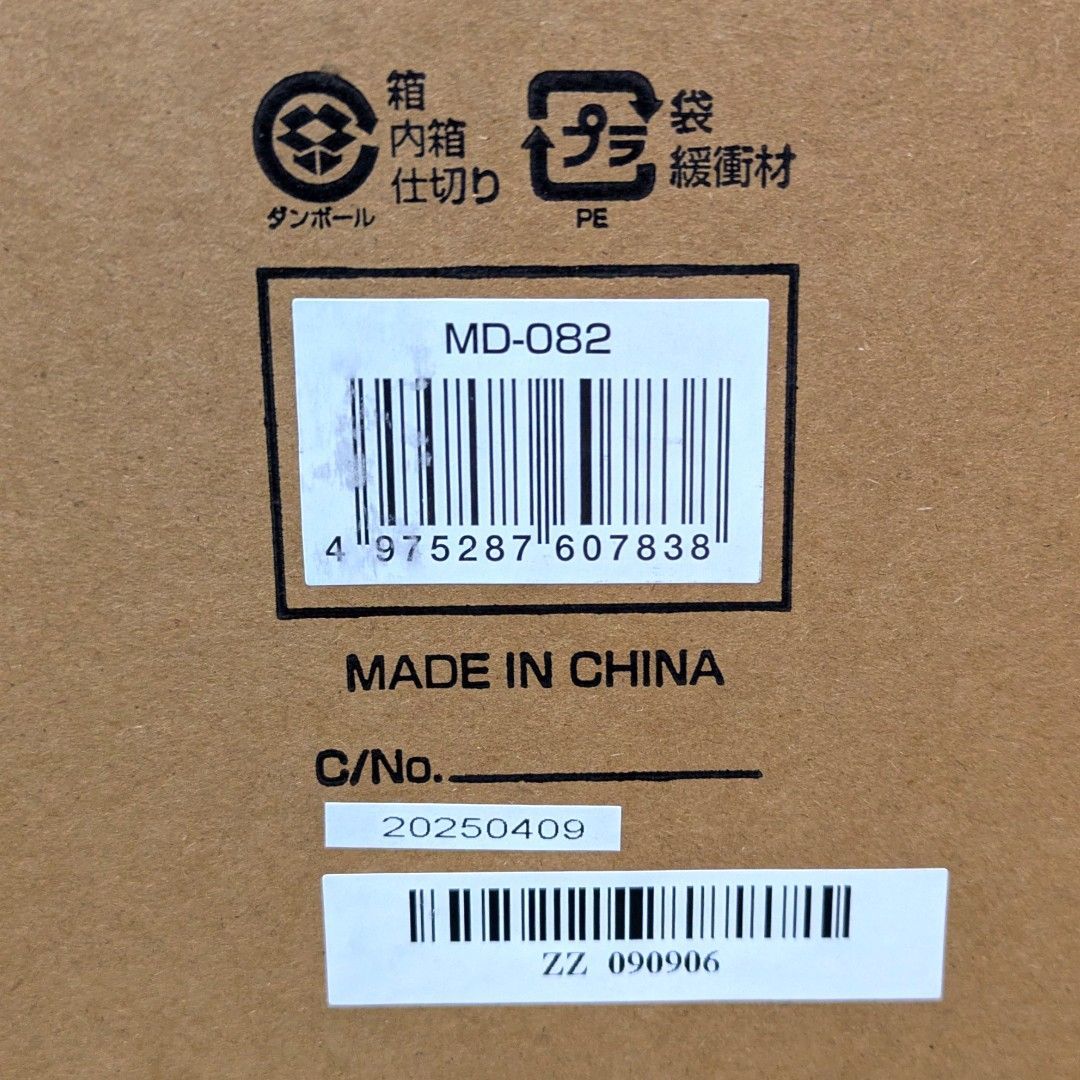 箱
内箱
仕切り
ダンボール
プラ
袋
緩衝材
PE
MD-082
4 975287 607838
MADE IN CHINA
C/No.
20250409
ZZ 090906